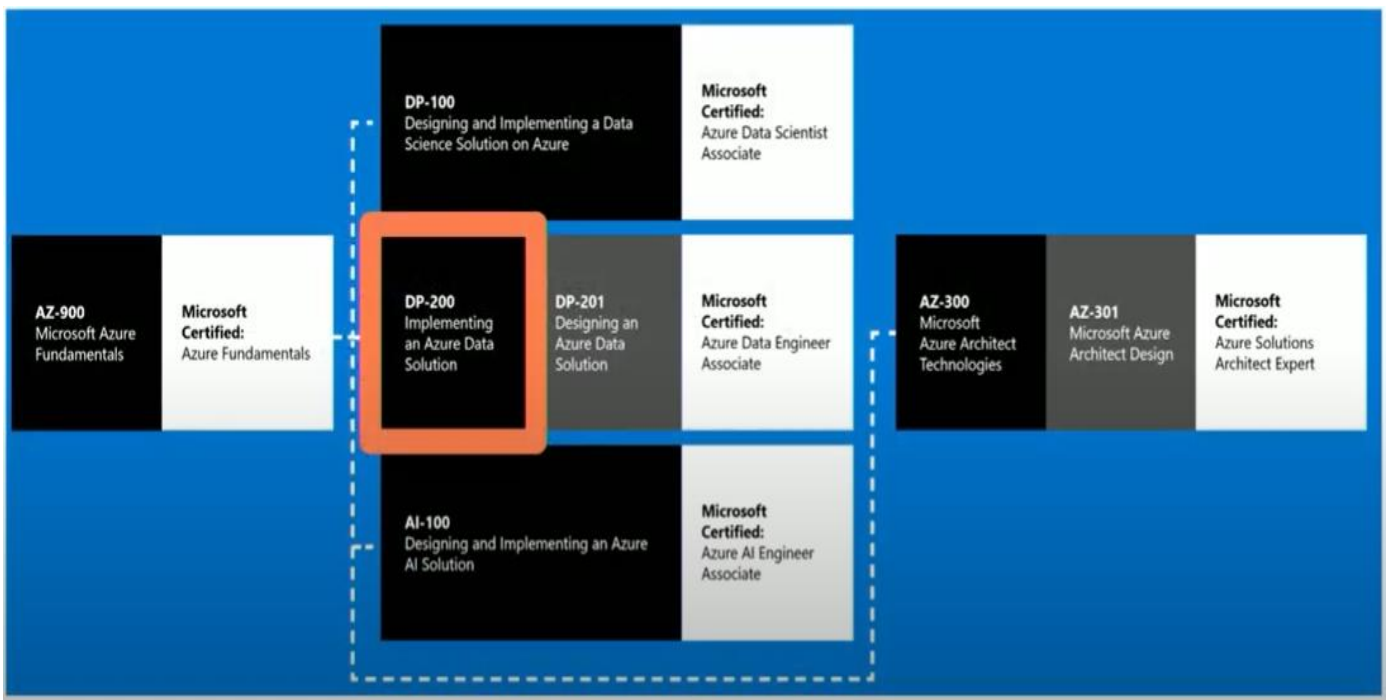 DP-100
Designing and Implementing a Data
Science Solution on Azure
Microsoft
Certified:
Azure Data Scientist
Associate
AZ-900
Microsoft Azure
Fundamentals
Microsoft
Certified:
Azure Fundamentals
DP-200
Implementing
an Azure Data
Solution
DP-201
Designing an
Azure Data
Solution
Microsoft
Certified:
Azure Data Engineer
Associate
AZ-300
Microsoft
Azure Architect
Technologies
AZ-301
Microsoft Azure
Architect Design
Microsoft
Certified:
Azure Solutions
Architect Expert
AI-100
Designing and Implementing an Azure
AI Solution
Microsoft
Certified:
Azure AI Engineer
Associate